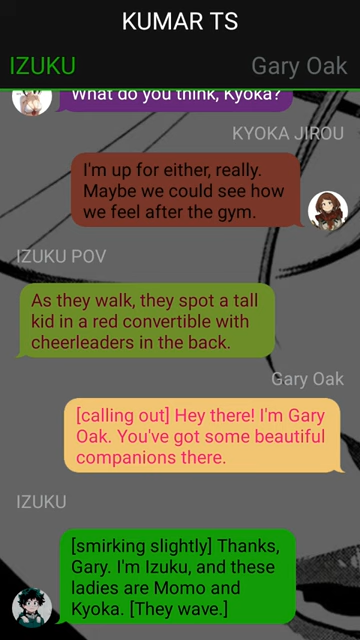 KUMAR TS
IZUKU
Gary Oak
What do you think, Kyoka?
KYOKA JIROU
I'm up for either, really.
Maybe we could see how
we feel after the gym.
IZUKU POV
As they walk, they spot a tall
kid in a red convertible with
cheerleaders in the back.
Gary Oak
[calling out] Hey there! I'm Gary
Oak. You've got some beautiful
companions there.
IZUKU
[smirking slightly] Thanks,
Gary. I'm Izuku, and these
ladies are Momo and
Kyoka. [They wave.]